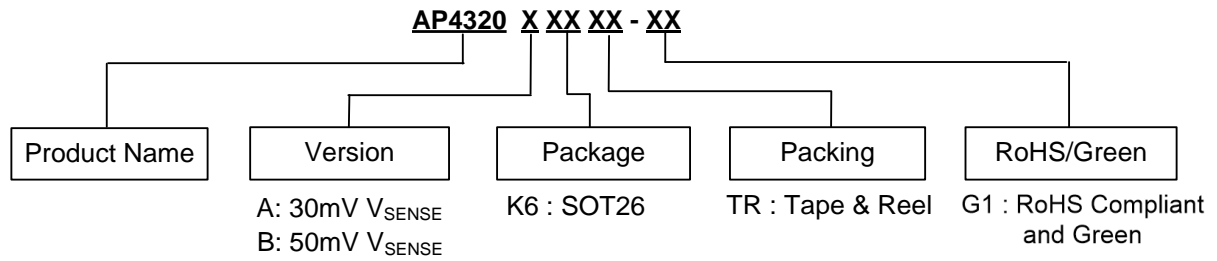 AP4320 X XX XX - XX
Product Name
Version
Package
Packing
RoHS/Green
A: 30mV VSENSE
B: 50mV VSENSE
K6 : SOT26
TR : Tape & Reel
G1 : RoHS Compliant
and Green